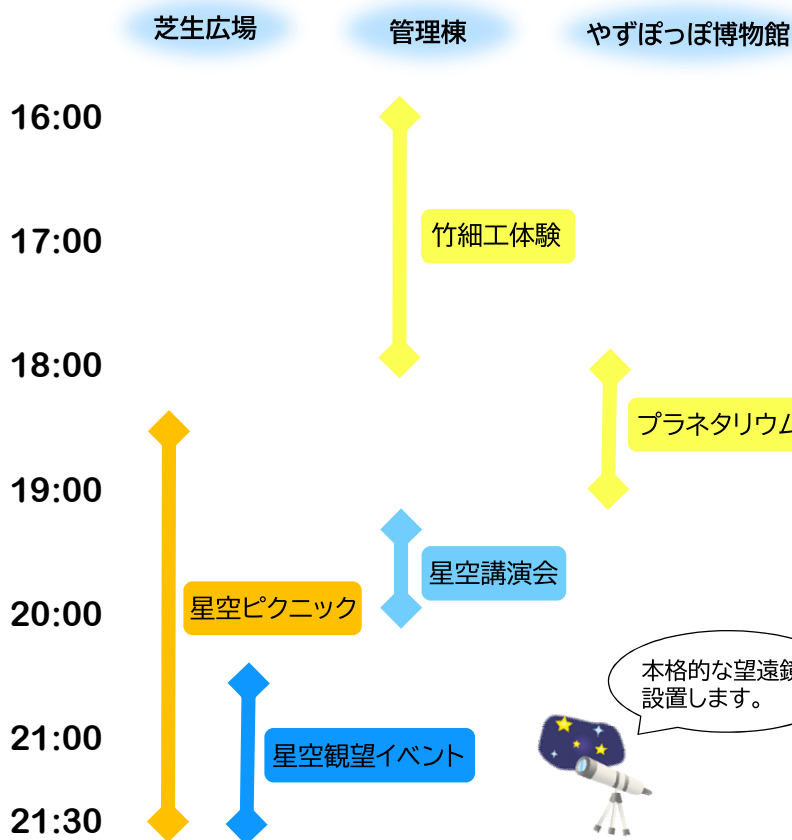 芝生広場
管理棟
やずぽっぽ博物館
16:00
17:00
竹細工体験
18:00
プラネタリウム
19:00
星空講演会
20:00
星空ピクニック
本格的な望遠鏡
設置します。
21:00
星空観望イベント
21:30